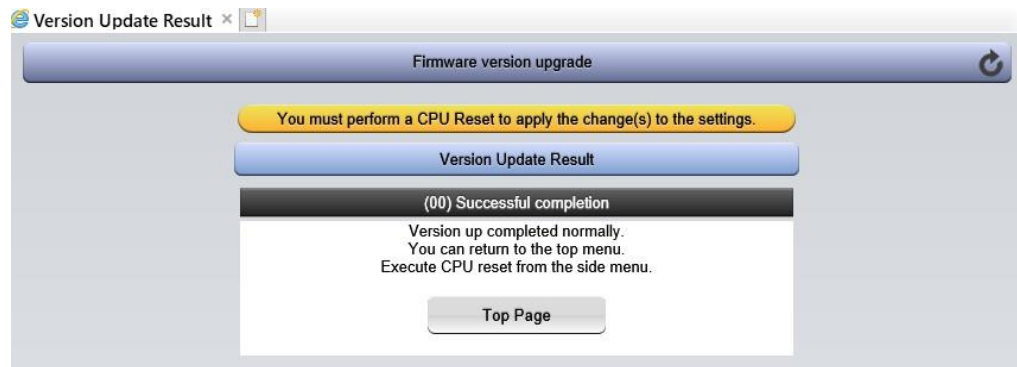 Version Update Result
Firmware version upgrade
You must perform a CPU Reset to apply the change(s) to the settings.
Version Update Result
(00) Successful completion
Version up completed normally.
You can return to the top menu.
Execute CPU reset from the side menu.
Top Page